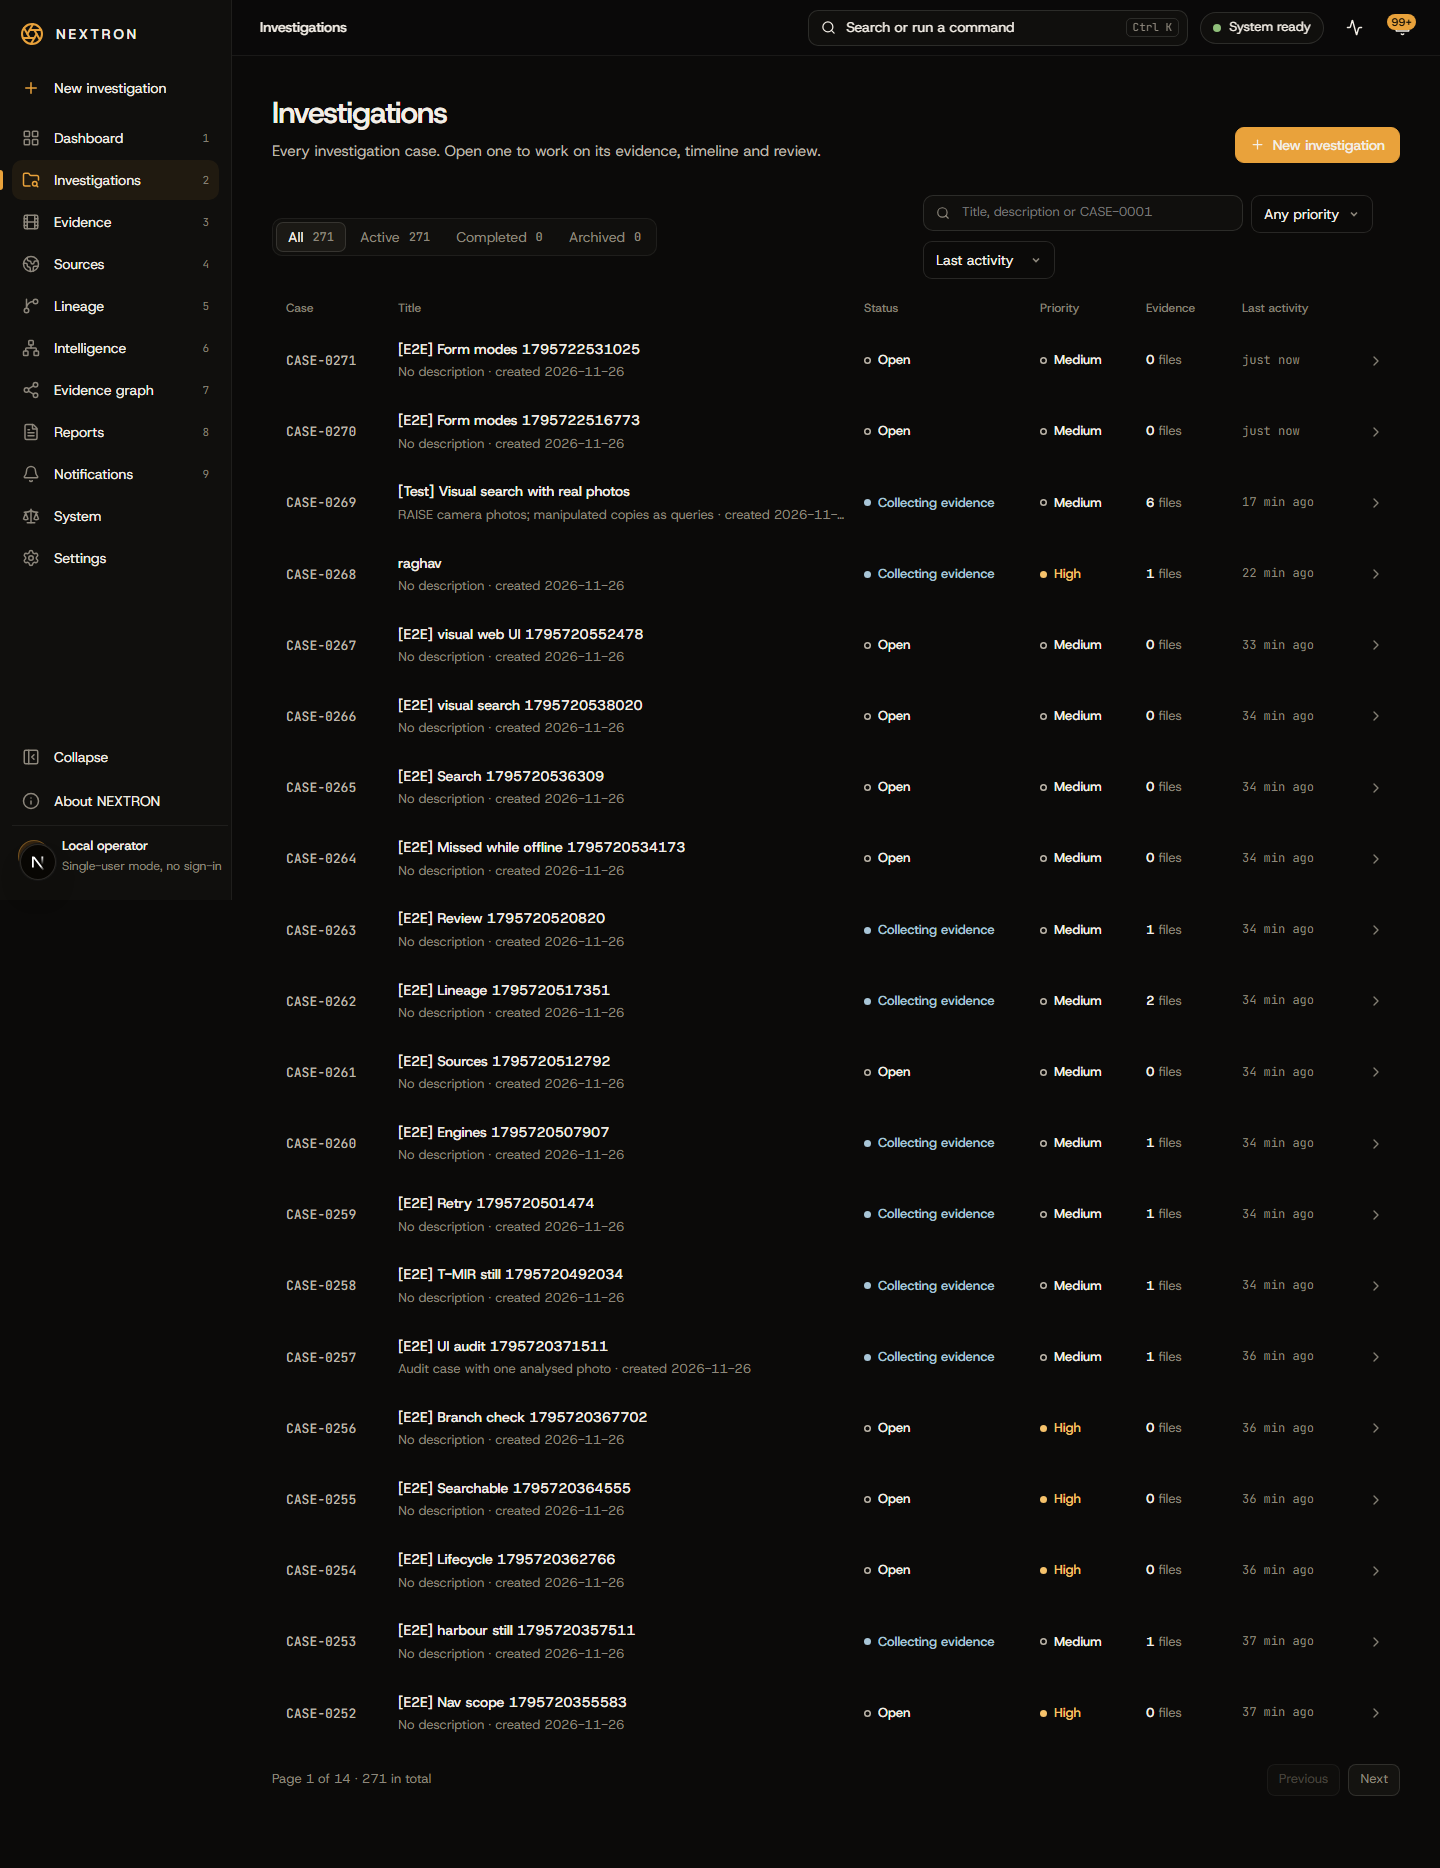 NEXTRON
New investigation
Dashboard 1
Investigations 2
Evidence 3
Sources 4
Lineage 5
Intelligence 6
Evidence graph 7
Reports 8
Notifications 9
System
Settings
Collapse
About NEXTRON
N
Local operator
Single-user mode, no sign-in
Investigations
Search or run a command Ctrl K
System ready
99+
Investigations
Every investigation case. Open one to work on its evidence, timeline and review.
New investigation
All 271 Active 271 Completed 0 Archived 0
Title, description or CASE-0001
Any priority
Last activity
Case Title Status Priority Evidence Last activity
CASE-0271 [E2E] Form modes 1795722531025 Open Medium 0 files just now
No description · created 2026-11-26
CASE-0270 [E2E] Form modes 1795722516773 Open Medium 0 files just now
No description · created 2026-11-26
CASE-0269 [Test] Visual search with real photos Collecting evidence Medium 6 files 17 min ago
RAISE camera photos; manipulated copies as queries · created 2026-11-…
CASE-0268 raghav Collecting evidence High 1 files 22 min ago
No description · created 2026-11-26
CASE-0267 [E2E] visual web UI 1795720552478 Open Medium 0 files 33 min ago
No description · created 2026-11-26
CASE-0266 [E2E] visual search 1795720538020 Open Medium 0 files 34 min ago
No description · created 2026-11-26
CASE-0265 [E2E] Search 1795720536309 Open Medium 0 files 34 min ago
No description · created 2026-11-26
CASE-0264 [E2E] Missed while offline 1795720534173 Open Medium 0 files 34 min ago
No description · created 2026-11-26
CASE-0263 [E2E] Review 1795720520820 Collecting evidence Medium 1 files 34 min ago
No description · created 2026-11-26
CASE-0262 [E2E] Lineage 1795720517351 Collecting evidence Medium 2 files 34 min ago
No description · created 2026-11-26
CASE-0261 [E2E] Sources 1795720512792 Open Medium 0 files 34 min ago
No description · created 2026-11-26
CASE-0260 [E2E] Engines 1795720507907 Collecting evidence Medium 1 files 34 min ago
No description · created 2026-11-26
CASE-0259 [E2E] Retry 1795720501474 Collecting evidence Medium 1 files 34 min ago
No description · created 2026-11-26
CASE-0258 [E2E] T-MIR still 1795720492034 Collecting evidence Medium 1 files 34 min ago
No description · created 2026-11-26
CASE-0257 [E2E] UI audit 1795720371511 Collecting evidence Medium 1 files 36 min ago
Audit case with one analysed photo · created 2026-11-26
CASE-0256 [E2E] Branch check 1795720367702 Open High 0 files 36 min ago
No description · created 2026-11-26
CASE-0255 [E2E] Searchable 1795720364555 Open High 0 files 36 min ago
No description · created 2026-11-26
CASE-0254 [E2E] Lifecycle 1795720362766 Open High 0 files 36 min ago
No description · created 2026-11-26
CASE-0253 [E2E] harbour still 1795720357511 Collecting evidence Medium 1 files 37 min ago
No description · created 2026-11-26
CASE-0252 [E2E] Nav scope 1795720355583 Open High 0 files 37 min ago
No description · created 2026-11-26
Page 1 of 14 · 271 in total
Previous Next